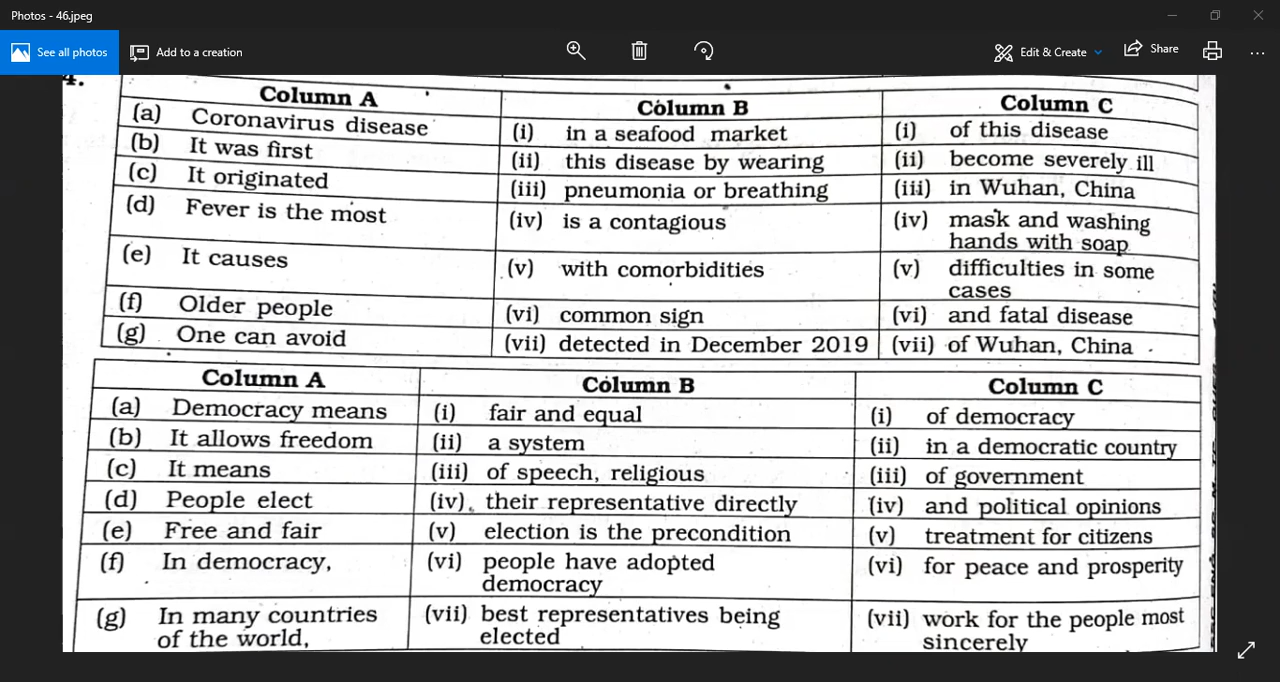 Photos - 46.jpeg
See all photos
Add to a creation
Edit & Create
Share
4.
Column A Column B Column C
(a) Coronavirus disease (i) in a seafood market (i) of this disease
(b) It was first (ii) this disease by wearing (ii) become severely ill
(c) It originated (iii) pneumonia or breathing (iii) in Wuhan, China
(d) Fever is the most (iv) is a contagious (iv) mask and washing
hands with soap
(e) It causes (v) with comorbidities (v) difficulties in some
cases
(f) Older people (vi) common sign (vi) and fatal disease
(g) One can avoid (vii) detected in December 2019 (vii) of Wuhan, China
Column A Column B Column C
(a) Democracy means (i) fair and equal (i) of democracy
(b) It allows freedom (ii) a system (ii) in a democratic country
(c) It means (iii) of speech, religious (iii) of government
(d) People elect (iv) their representative directly (iv) and political opinions
(e) Free and fair (v) election is the precondition (v) treatment for citizens
(f) In democracy, (vi) people have adopted (vi) for peace and prosperity
democracy
(g) In many countries (vii) best representatives being (vii) work for the people most
of the world, elected sincerely